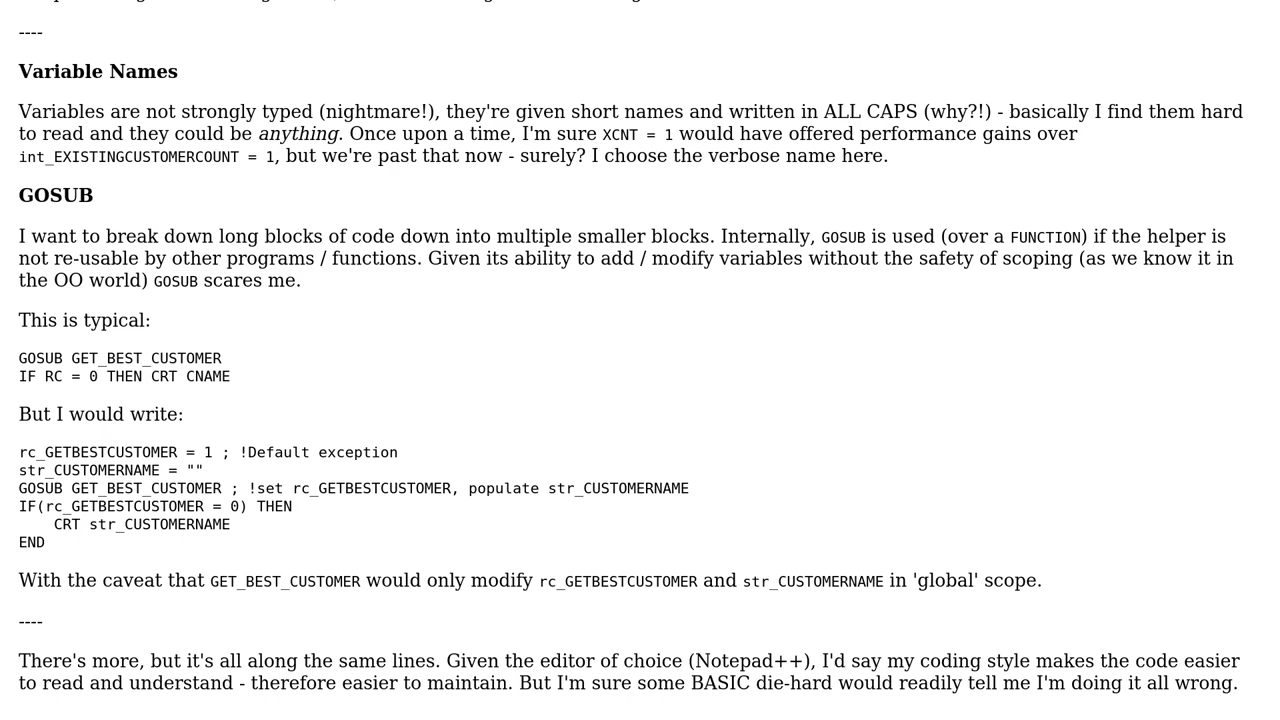 ----
Variable Names
Variables are not strongly typed (nightmare!), they're given short names and written in ALL CAPS (why?!) - basically I find them hard
to read and they could be anything. Once upon a time, I'm sure XCNT = 1 would have offered performance gains over
int_EXISTINGCUSTOMERCOUNT = 1, but we're past that now - surely? I choose the verbose name here.
GOSUB
I want to break down long blocks of code down into multiple smaller blocks. Internally, GOSUB is used (over a FUNCTION) if the helper is
not re-usable by other programs / functions. Given its ability to add / modify variables without the safety of scoping (as we know it in
the OO world) GOSUB scares me.
This is typical:
GOSUB GET_BEST_CUSTOMER
IF RC = 0 THEN CRT CNAME
But I would write:
rc_GETBESTCUSTOMER = 1 ; !Default exception
str_CUSTOMERNAME = ""
GOSUB GET_BEST_CUSTOMER ; !set rc_GETBESTCUSTOMER, populate str_CUSTOMERNAME
IF(rc_GETBESTCUSTOMER = 0) THEN
    CRT str_CUSTOMERNAME
END
With the caveat that GET_BEST_CUSTOMER would only modify rc_GETBESTCUSTOMER and str_CUSTOMERNAME in 'global' scope.
----
There's more, but it's all along the same lines. Given the editor of choice (Notepad++), I'd say my coding style makes the code easier
to read and understand - therefore easier to maintain. But I'm sure some BASIC die-hard would readily tell me I'm doing it all wrong.